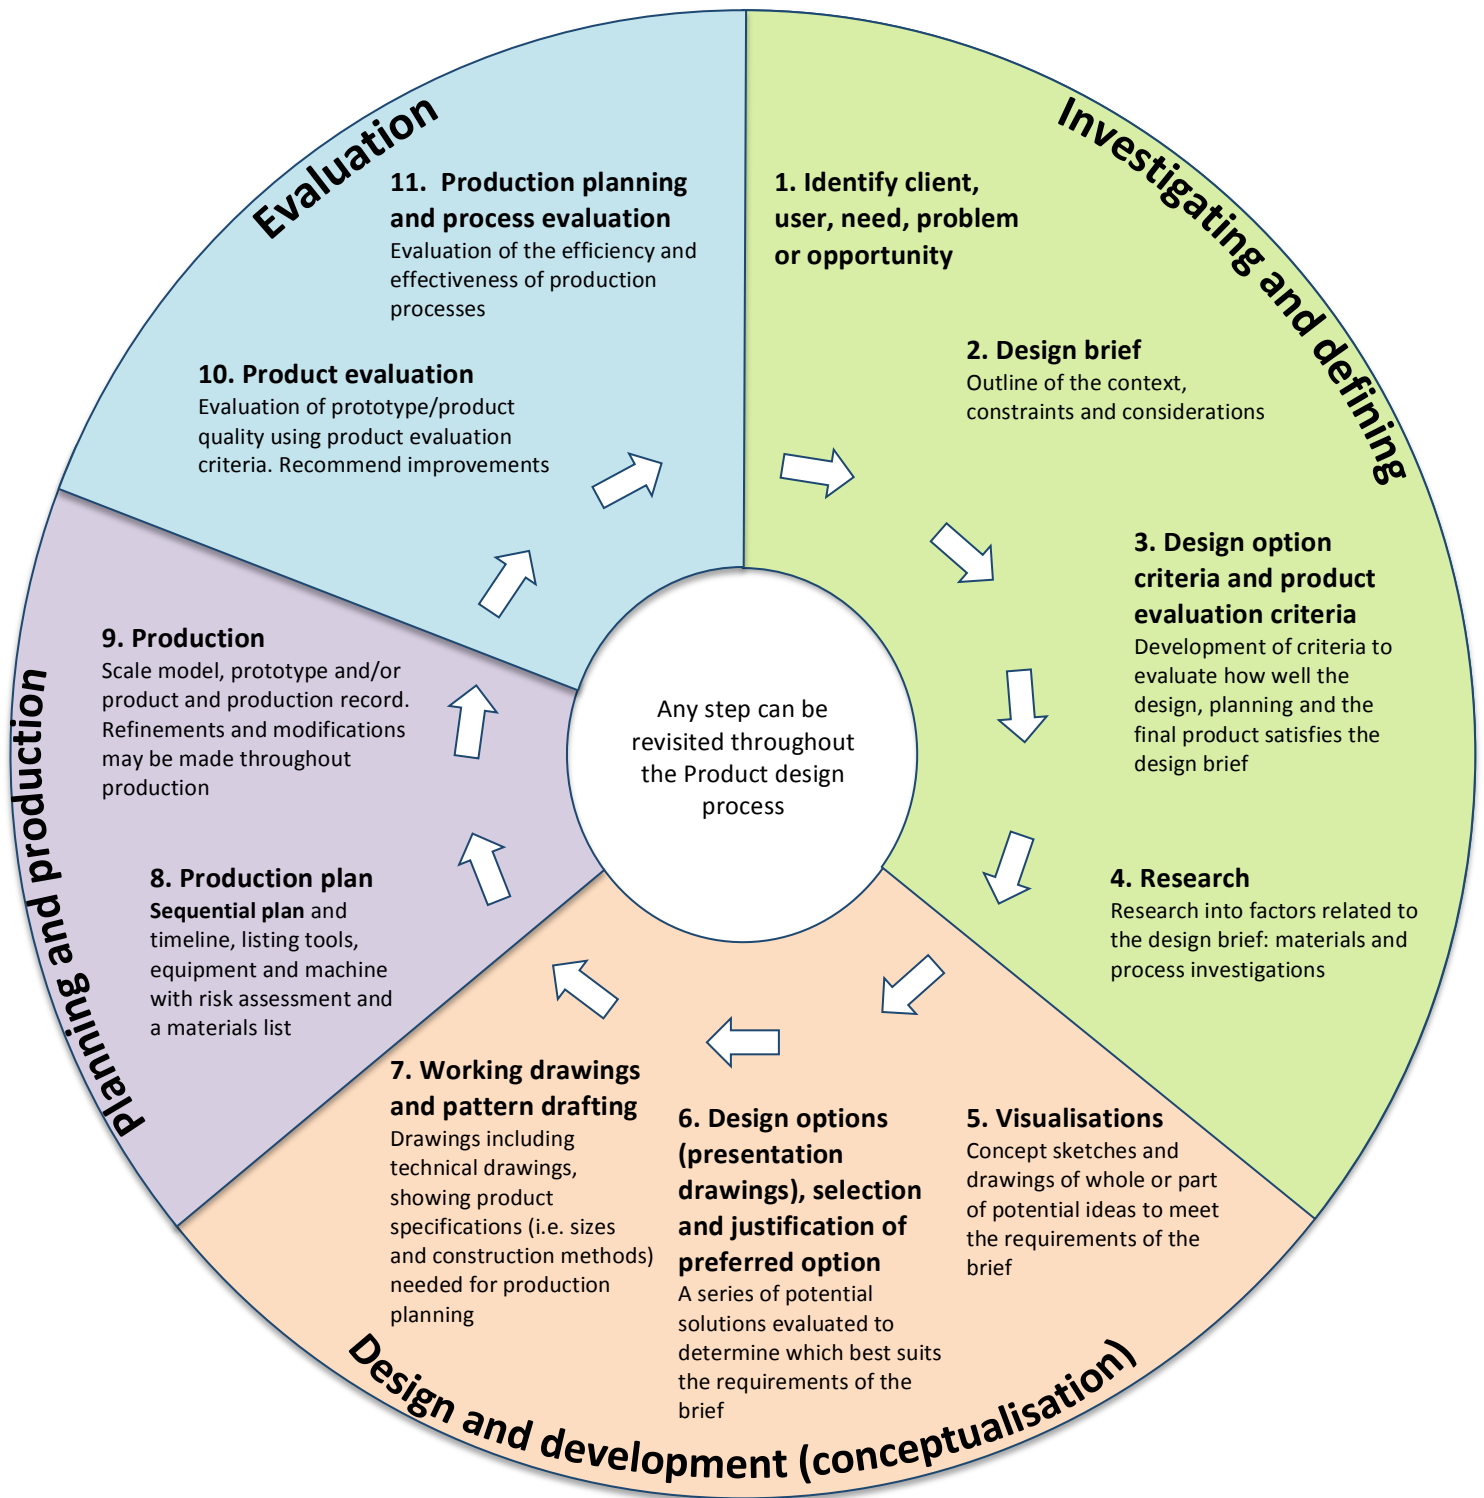 Investigating and defining
1. Identify client,
user, need, problem
or opportunity
2. Design brief
Outline of the context,
constraints and considerations
3. Design option
criteria and product
evaluation criteria
Development of criteria to
evaluate how well the
design, planning and the
final product satisfies the
design brief
4. Research
Research into factors related to
the design brief: materials and
process investigations
Design and development (conceptualisation)
5. Visualisations
Concept sketches and
drawings of whole or part
of potential ideas to meet
the requirements of the
brief
6. Design options
(presentation
drawings), selection
and justification of
preferred option
A series of potential
solutions evaluated to
determine which best suits
the requirements of the
brief
7. Working drawings
and pattern drafting
Drawings including
technical drawings,
showing product
specifications (i.e. sizes
and construction methods)
needed for production
planning
Planning and production
8. Production plan
Sequential plan and
timeline, listing tools,
equipment and machine
with risk assessment and
a materials list
9. Production
Scale model, prototype and/or
product and production record.
Refinements and modifications
may be made throughout
production
Evaluation
10. Product evaluation
Evaluation of prototype/product
quality using product evaluation
criteria. Recommend improvements
11. Production planning
and process evaluation
Evaluation of the efficiency and
effectiveness of production
processes
Any step can be
revisited throughout
the Product design
process